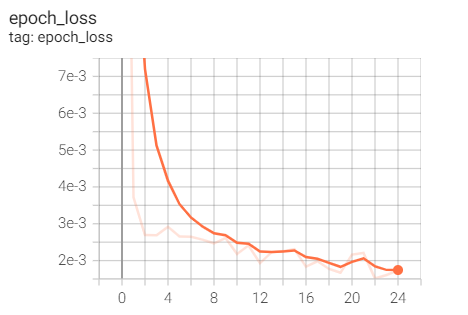 epoch_loss
tag: epoch_loss
7e-3
6e-3
5e-3
4e-3
3e-3
2e-3
0 4 8 12 16 20 24